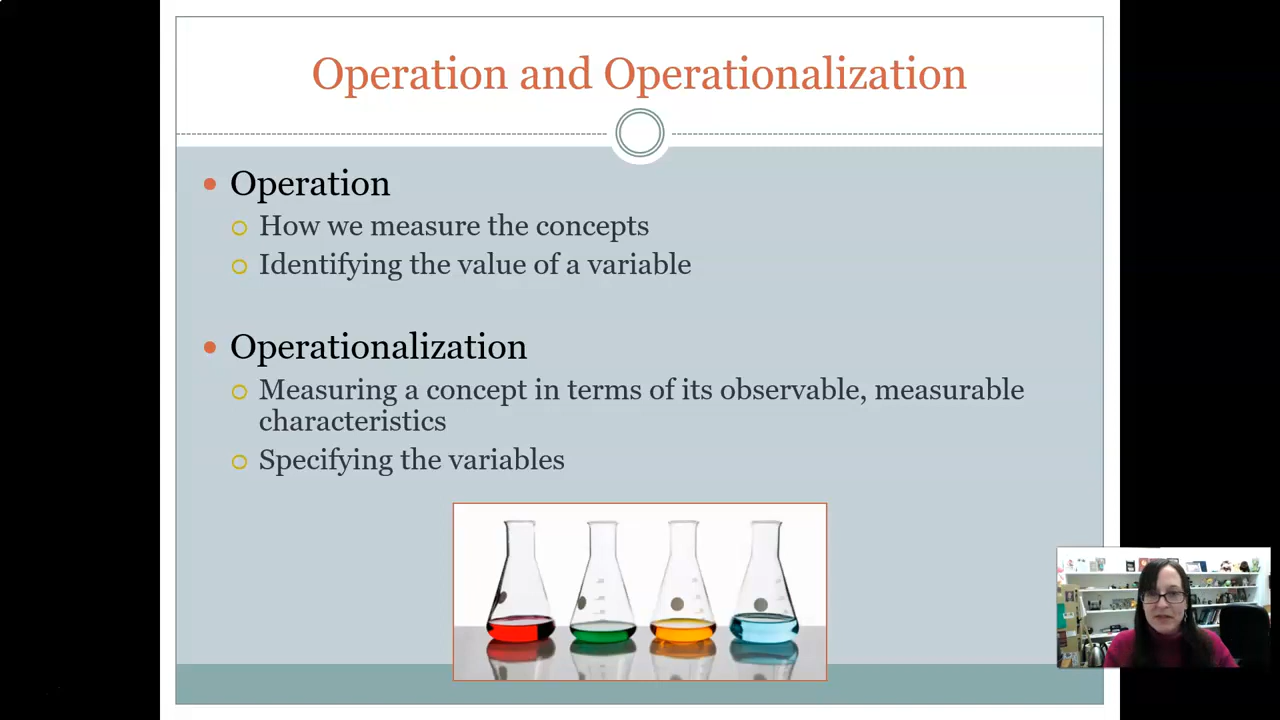 Operation and Operationalization
Operation
How we measure the concepts
Identifying the value of a variable
Operationalization
Measuring a concept in terms of its observable, measurable
characteristics
Specifying the variables